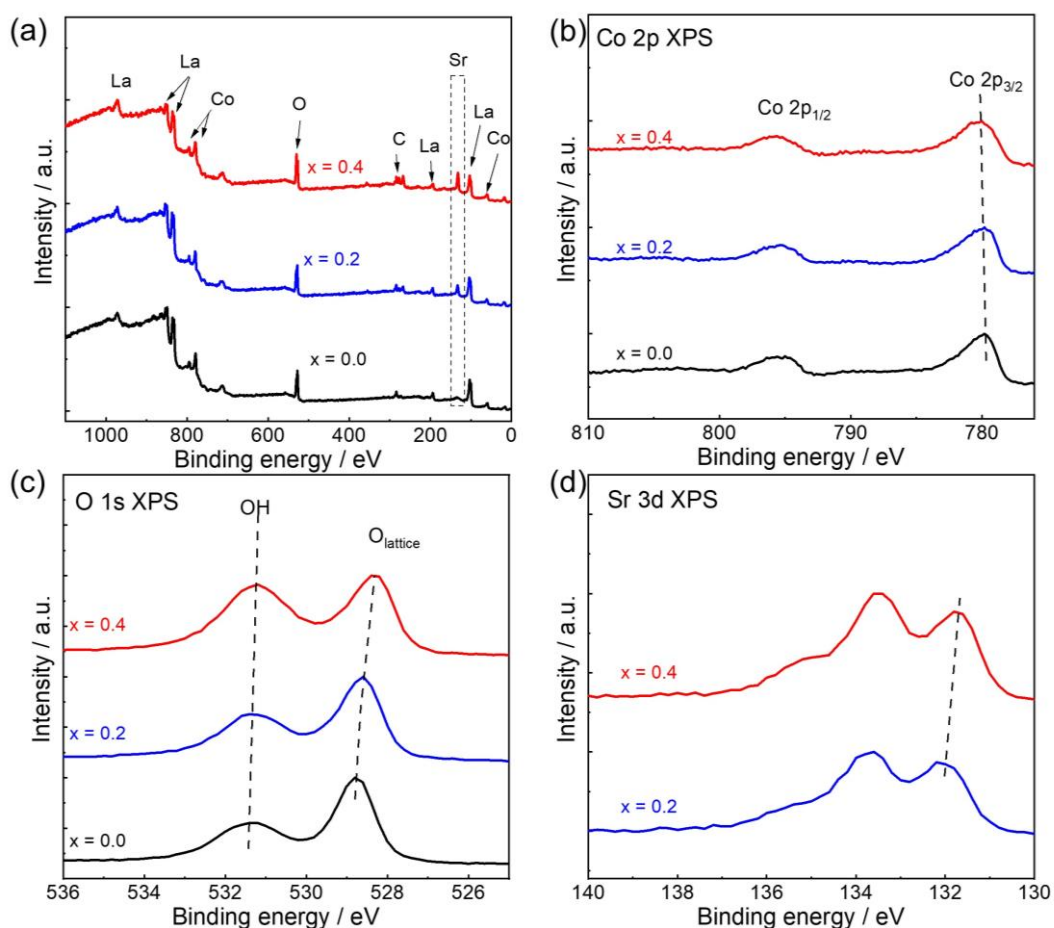 (a)
La
La
Co
O
C
La
Sr
La
Co
x = 0.4
x = 0.2
x = 0.0
Intensity / a.u.
1000 800 600 400 200 0
Binding energy / eV
(b)
Co 2p XPS
Co 2p1/2
Co 2p3/2
x = 0.4
x = 0.2
x = 0.0
Intensity / a.u.
810 800 790 780
Binding energy / eV
(c)
O 1s XPS
OH
Olattice
x = 0.4
x = 0.2
x = 0.0
Intensity / a.u.
536 534 532 530 528 526
Binding energy / eV
(d)
Sr 3d XPS
x = 0.4
x = 0.2
Intensity / a.u.
140 138 136 134 132 130
Binding energy / eV